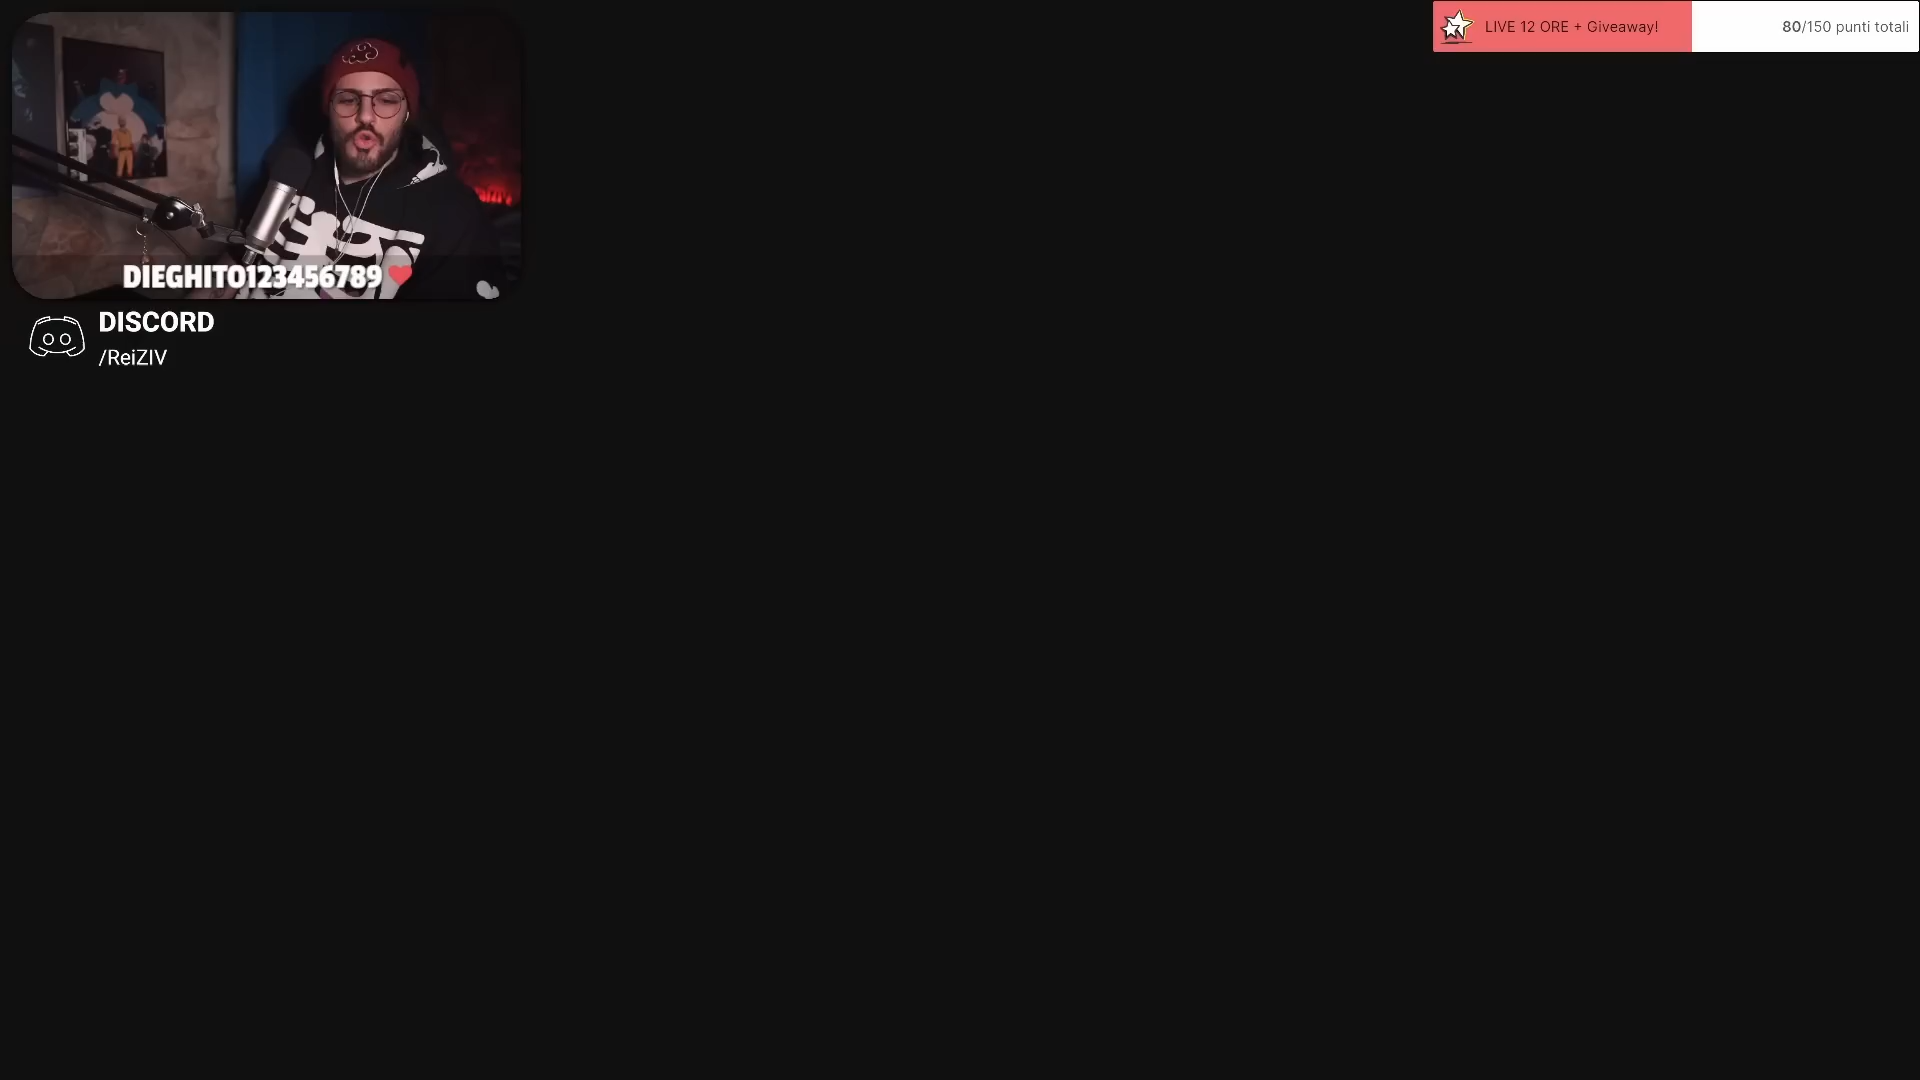 LIVE 12 ORE + Giveaway!
80/150 punti totali
DIEGHITO123456789
DISCORD
/ReiZIV